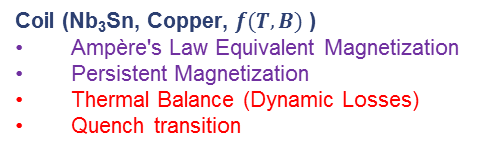 Coil (Nb₃Sn, Copper, 𝒇(𝑻,𝑩) )
• Ampère's Law Equivalent Magnetization
• Persistent Magnetization
• Thermal Balance (Dynamic Losses)
• Quench transition